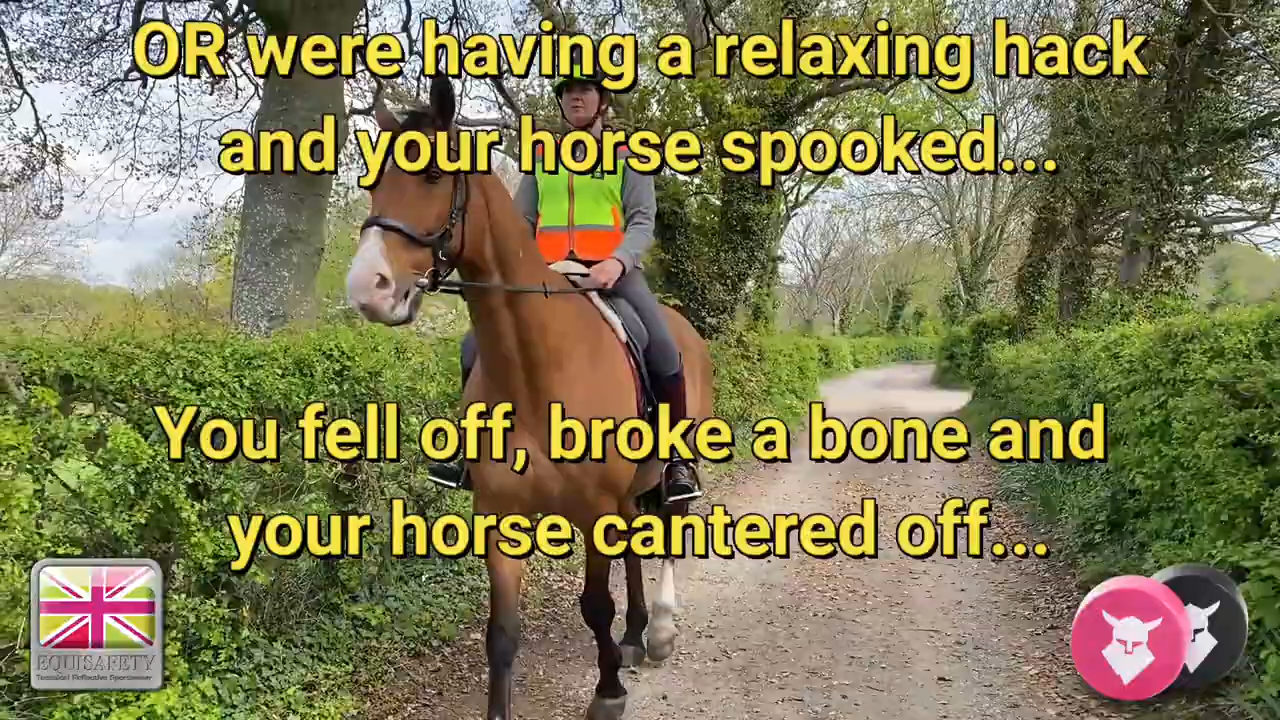 OR were having a relaxing hack
and your horse spooked...
You fell off, broke a bone and
your horse cantered off...
EQUISAFETY